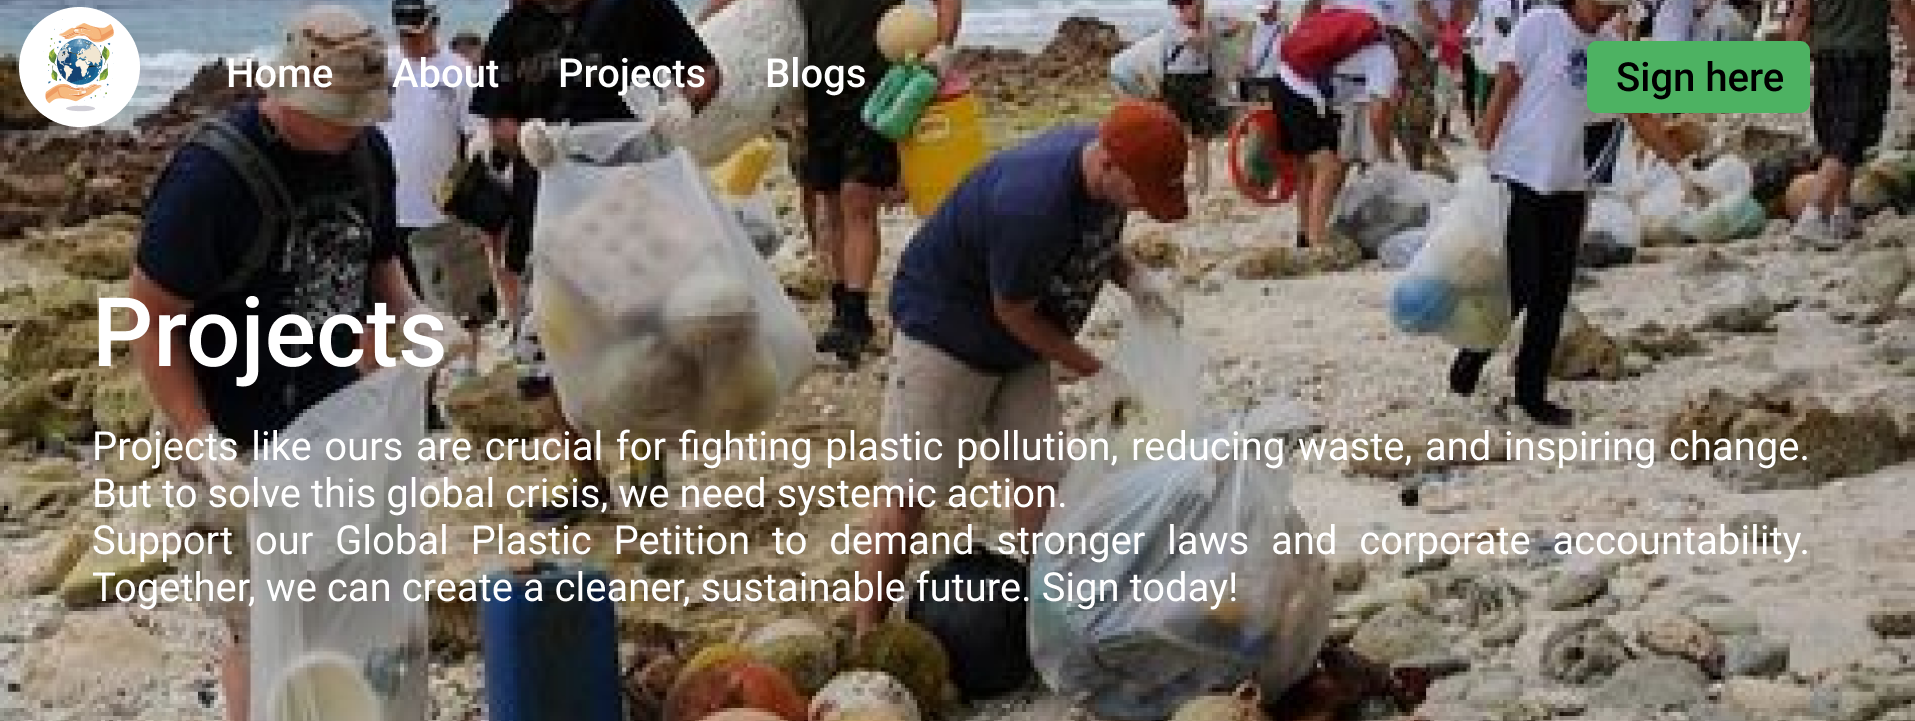 Home About Projects Blogs Sign here
Projects
Projects like ours are crucial for fighting plastic pollution, reducing waste, and inspiring change.
But to solve this global crisis, we need systemic action.
Support our Global Plastic Petition to demand stronger laws and corporate accountability.
Together, we can create a cleaner, sustainable future. Sign today!